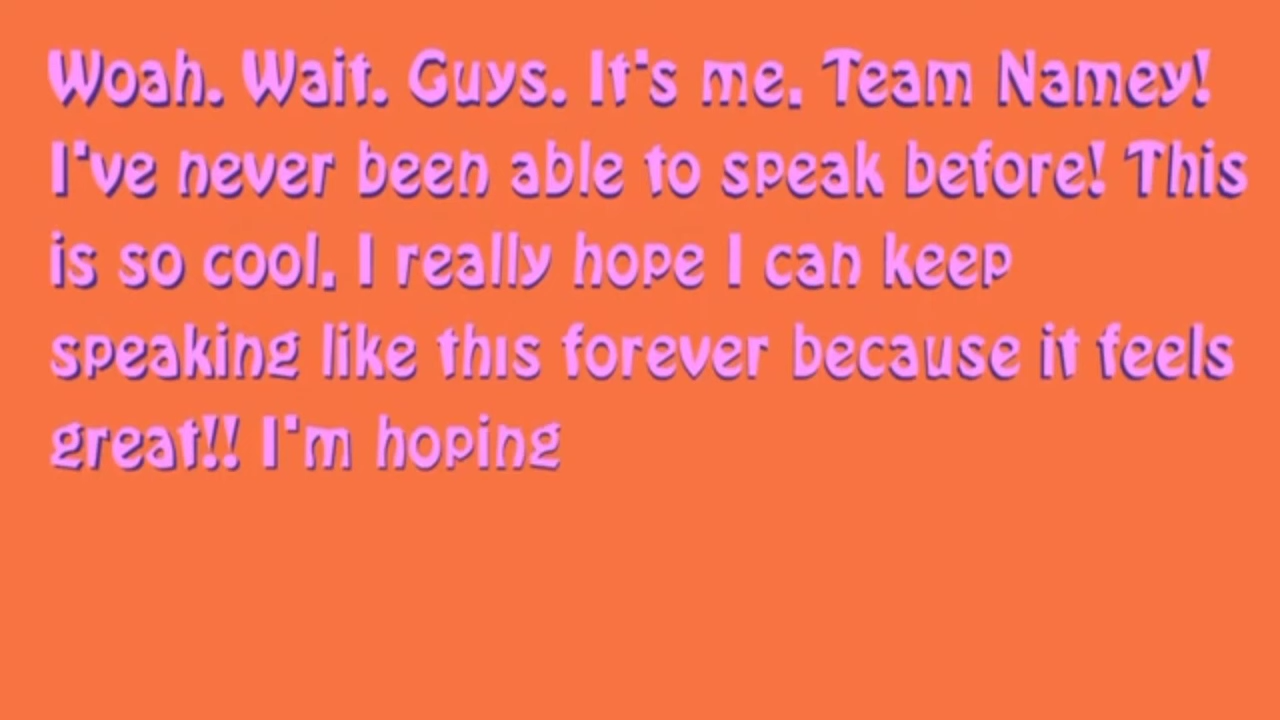 Woah. Wait. Guys. It's me, Team Namey!
I've never been able to speak before! This
is so cool, I really hope I can keep
speaking like this forever because it feels
great!! I'm hoping